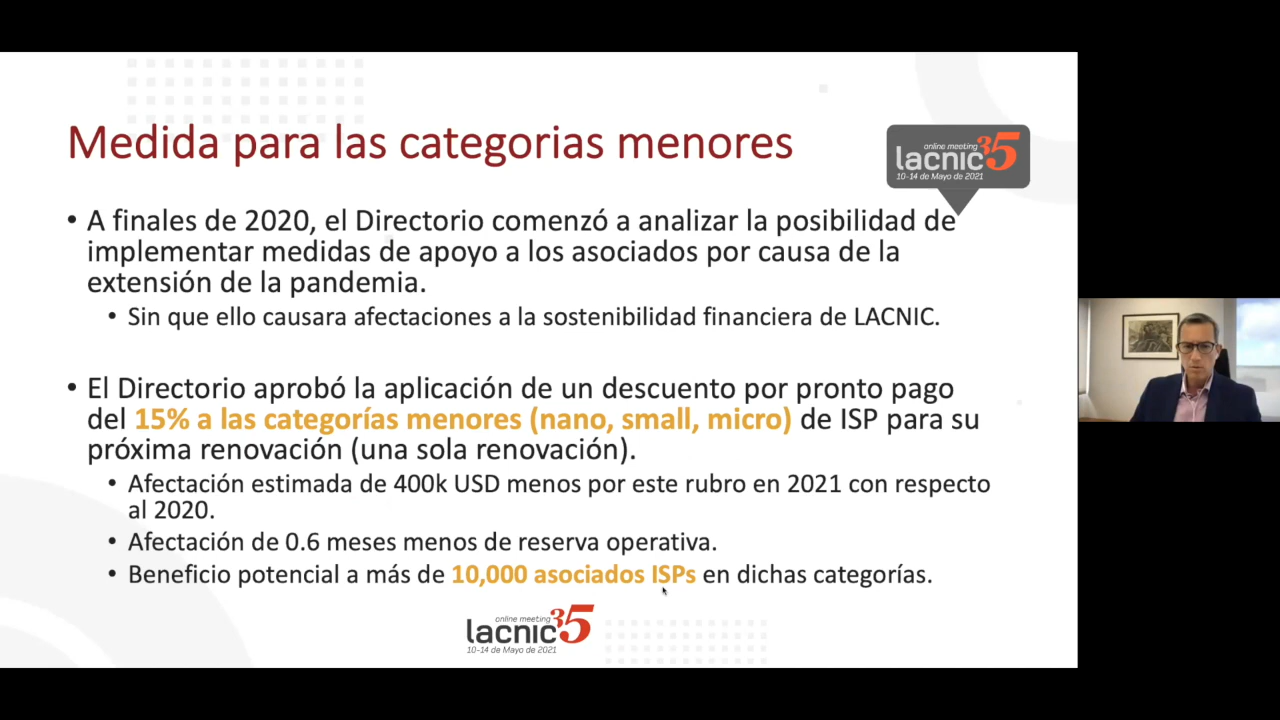 Medida para las categorias menores
online meeting
lacnic35
10-14 de Mayo de 2021
• A finales de 2020, el Directorio comenzó a analizar la posibilidad de
implementar medidas de apoyo a los asociados por causa de la
extensión de la pandemia.
• Sin que ello causara afectaciones a la sostenibilidad financiera de LACNIC.
• El Directorio aprobó la aplicación de un descuento por pronto pago
del 15% a las categorías menores (nano, small, micro) de ISP para su
próxima renovación (una sola renovación).
• Afectación estimada de 400k USD menos por este rubro en 2021 con respecto
al 2020.
• Afectación de 0.6 meses menos de reserva operativa.
• Beneficio potencial a más de 10,000 asociados ISPs en dichas categorías.
online meeting
lacnic35
10-14 de Mayo de 2021